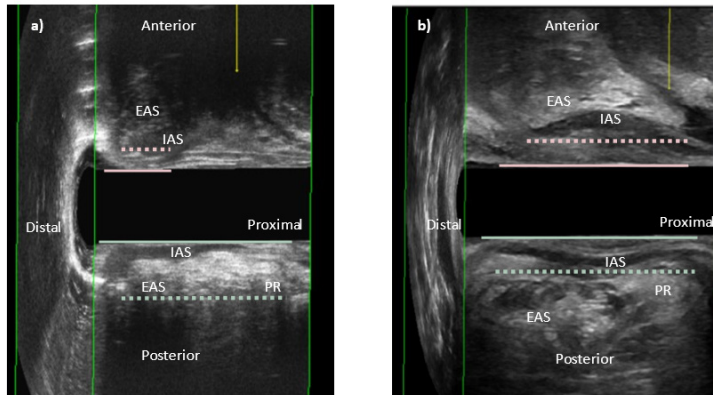 a)
Anterior
EAS
IAS
Distal
Proximal
IAS
EAS
PR
Posterior
b)
Anterior
EAS
IAS
Distal
Proximal
IAS
PR
EAS
Posterior